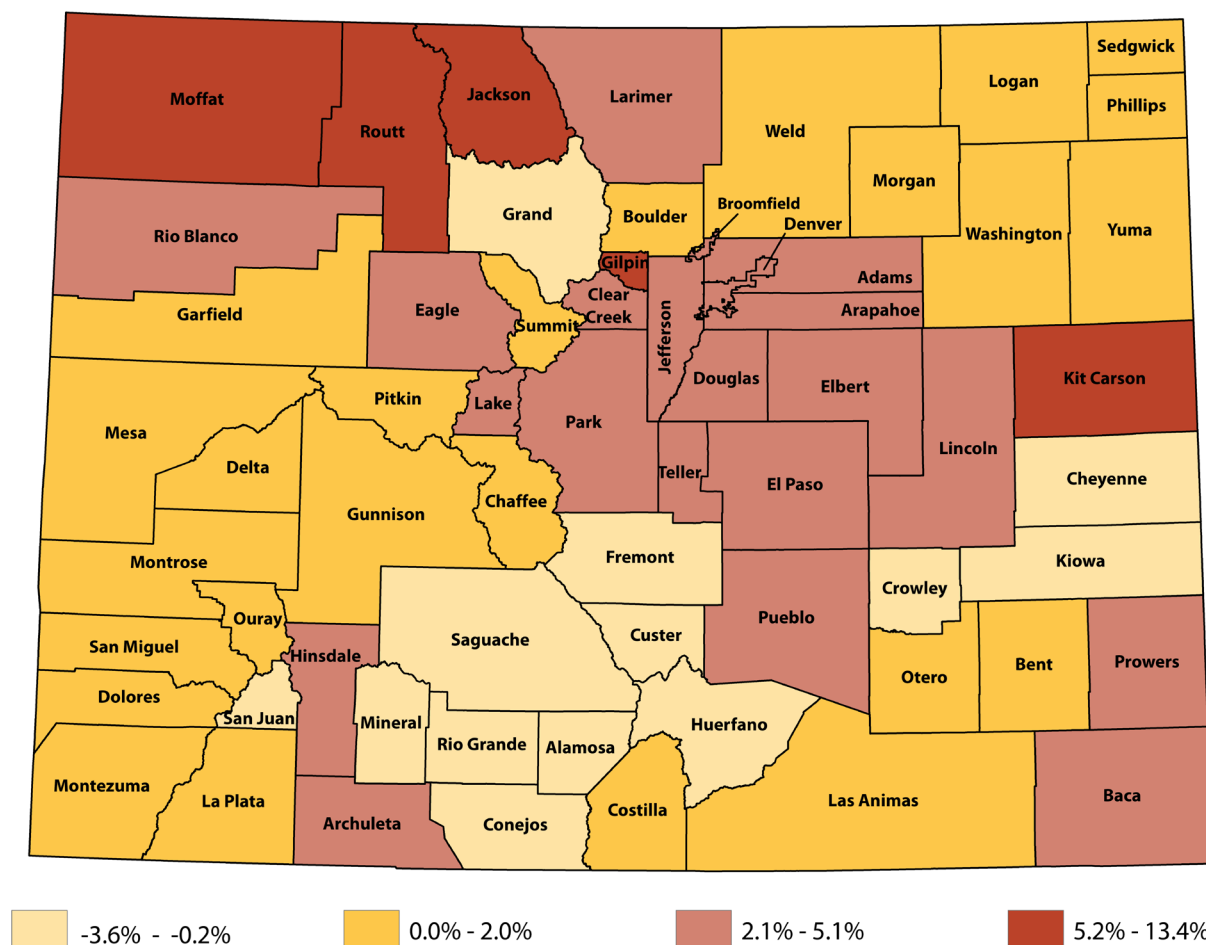 Moffat
Routt
Jackson
Larimer
Weld
Logan
Sedgwick
Phillips
Morgan
Washington
Yuma
Rio Blanco
Grand
Boulder
Broomfield
Denver
Gilpin
Adams
Clear
Creek
Arapahoe
Garfield
Eagle
Summit
Jefferson
Douglas
Elbert
Lincoln
Kit Carson
Pitkin
Lake
Park
Mesa
Delta
Gunnison
Chaffee
Teller
El Paso
Cheyenne
Montrose
Fremont
Kiowa
Crowley
Ouray
Saguache
Custer
Pueblo
San Miguel
Hinsdale
Otero
Bent
Prowers
Dolores
San Juan
Mineral
Rio Grande
Alamosa
Huerfano
Montezuma
La Plata
Archuleta
Conejos
Costilla
Las Animas
Baca
-3.6% - -0.2%
0.0% - 2.0%
2.1% - 5.1%
5.2% - 13.4%